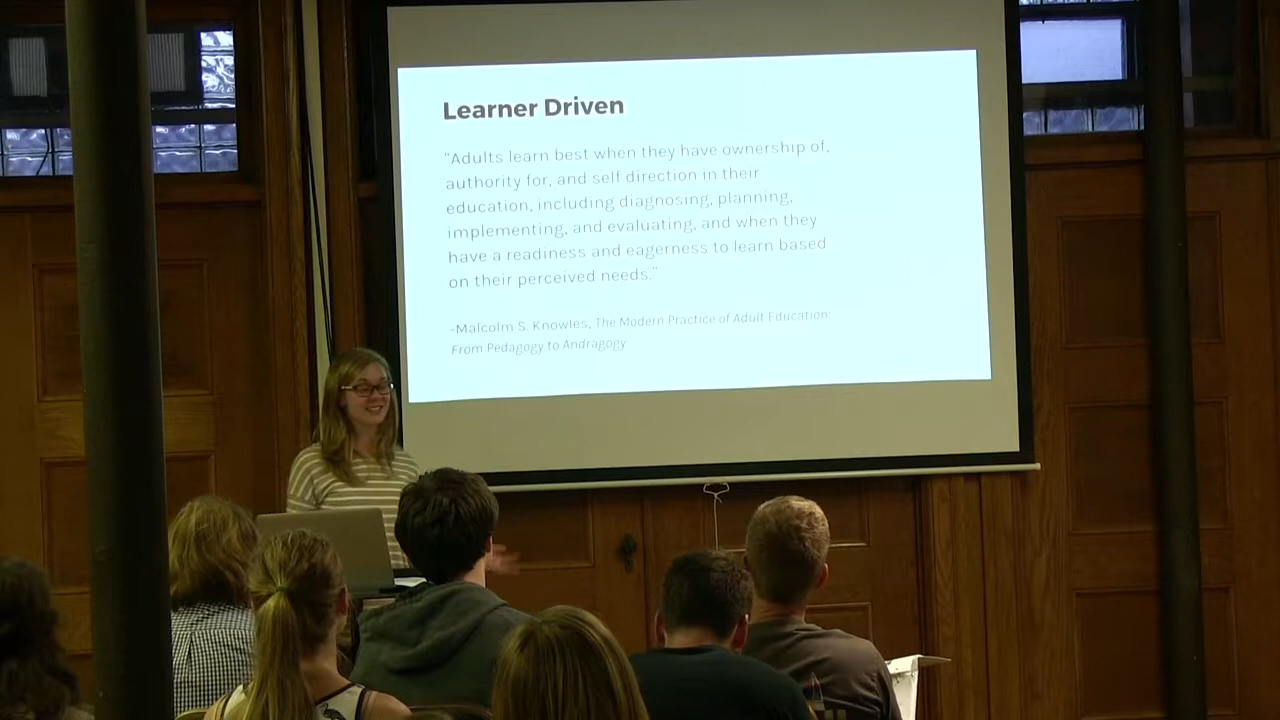 Learner Driven
"Adults learn best when they have ownership of,
authority for, and self direction in their
education, including diagnosing, planning,
implementing, and evaluating, and when they
have a readiness and eagerness to learn based
on their perceived needs."
-Malcolm S. Knowles, The Modern Practice of Adult Education:
From Pedagogy to Andragogy